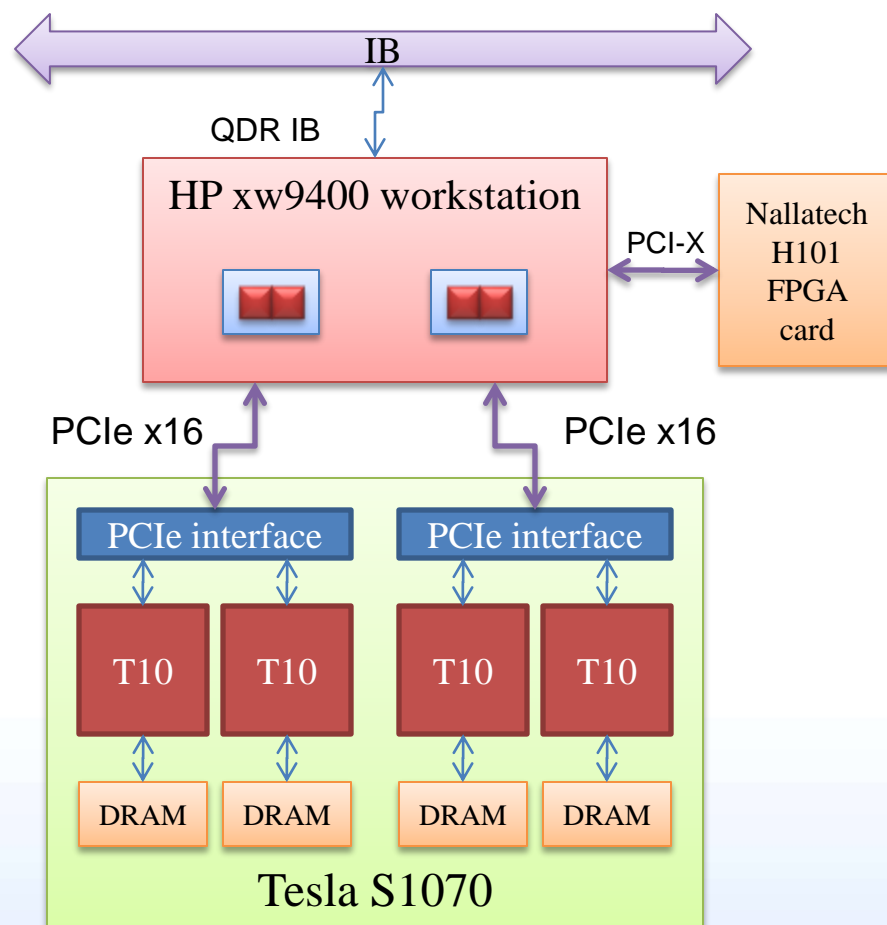 IB
QDR IB
HP xw9400 workstation
PCI-X
Nallatech
H101
FPGA
card
PCIe x16
PCIe x16
PCIe interface
PCIe interface
T10
T10
T10
T10
DRAM
DRAM
DRAM
DRAM
Tesla S1070